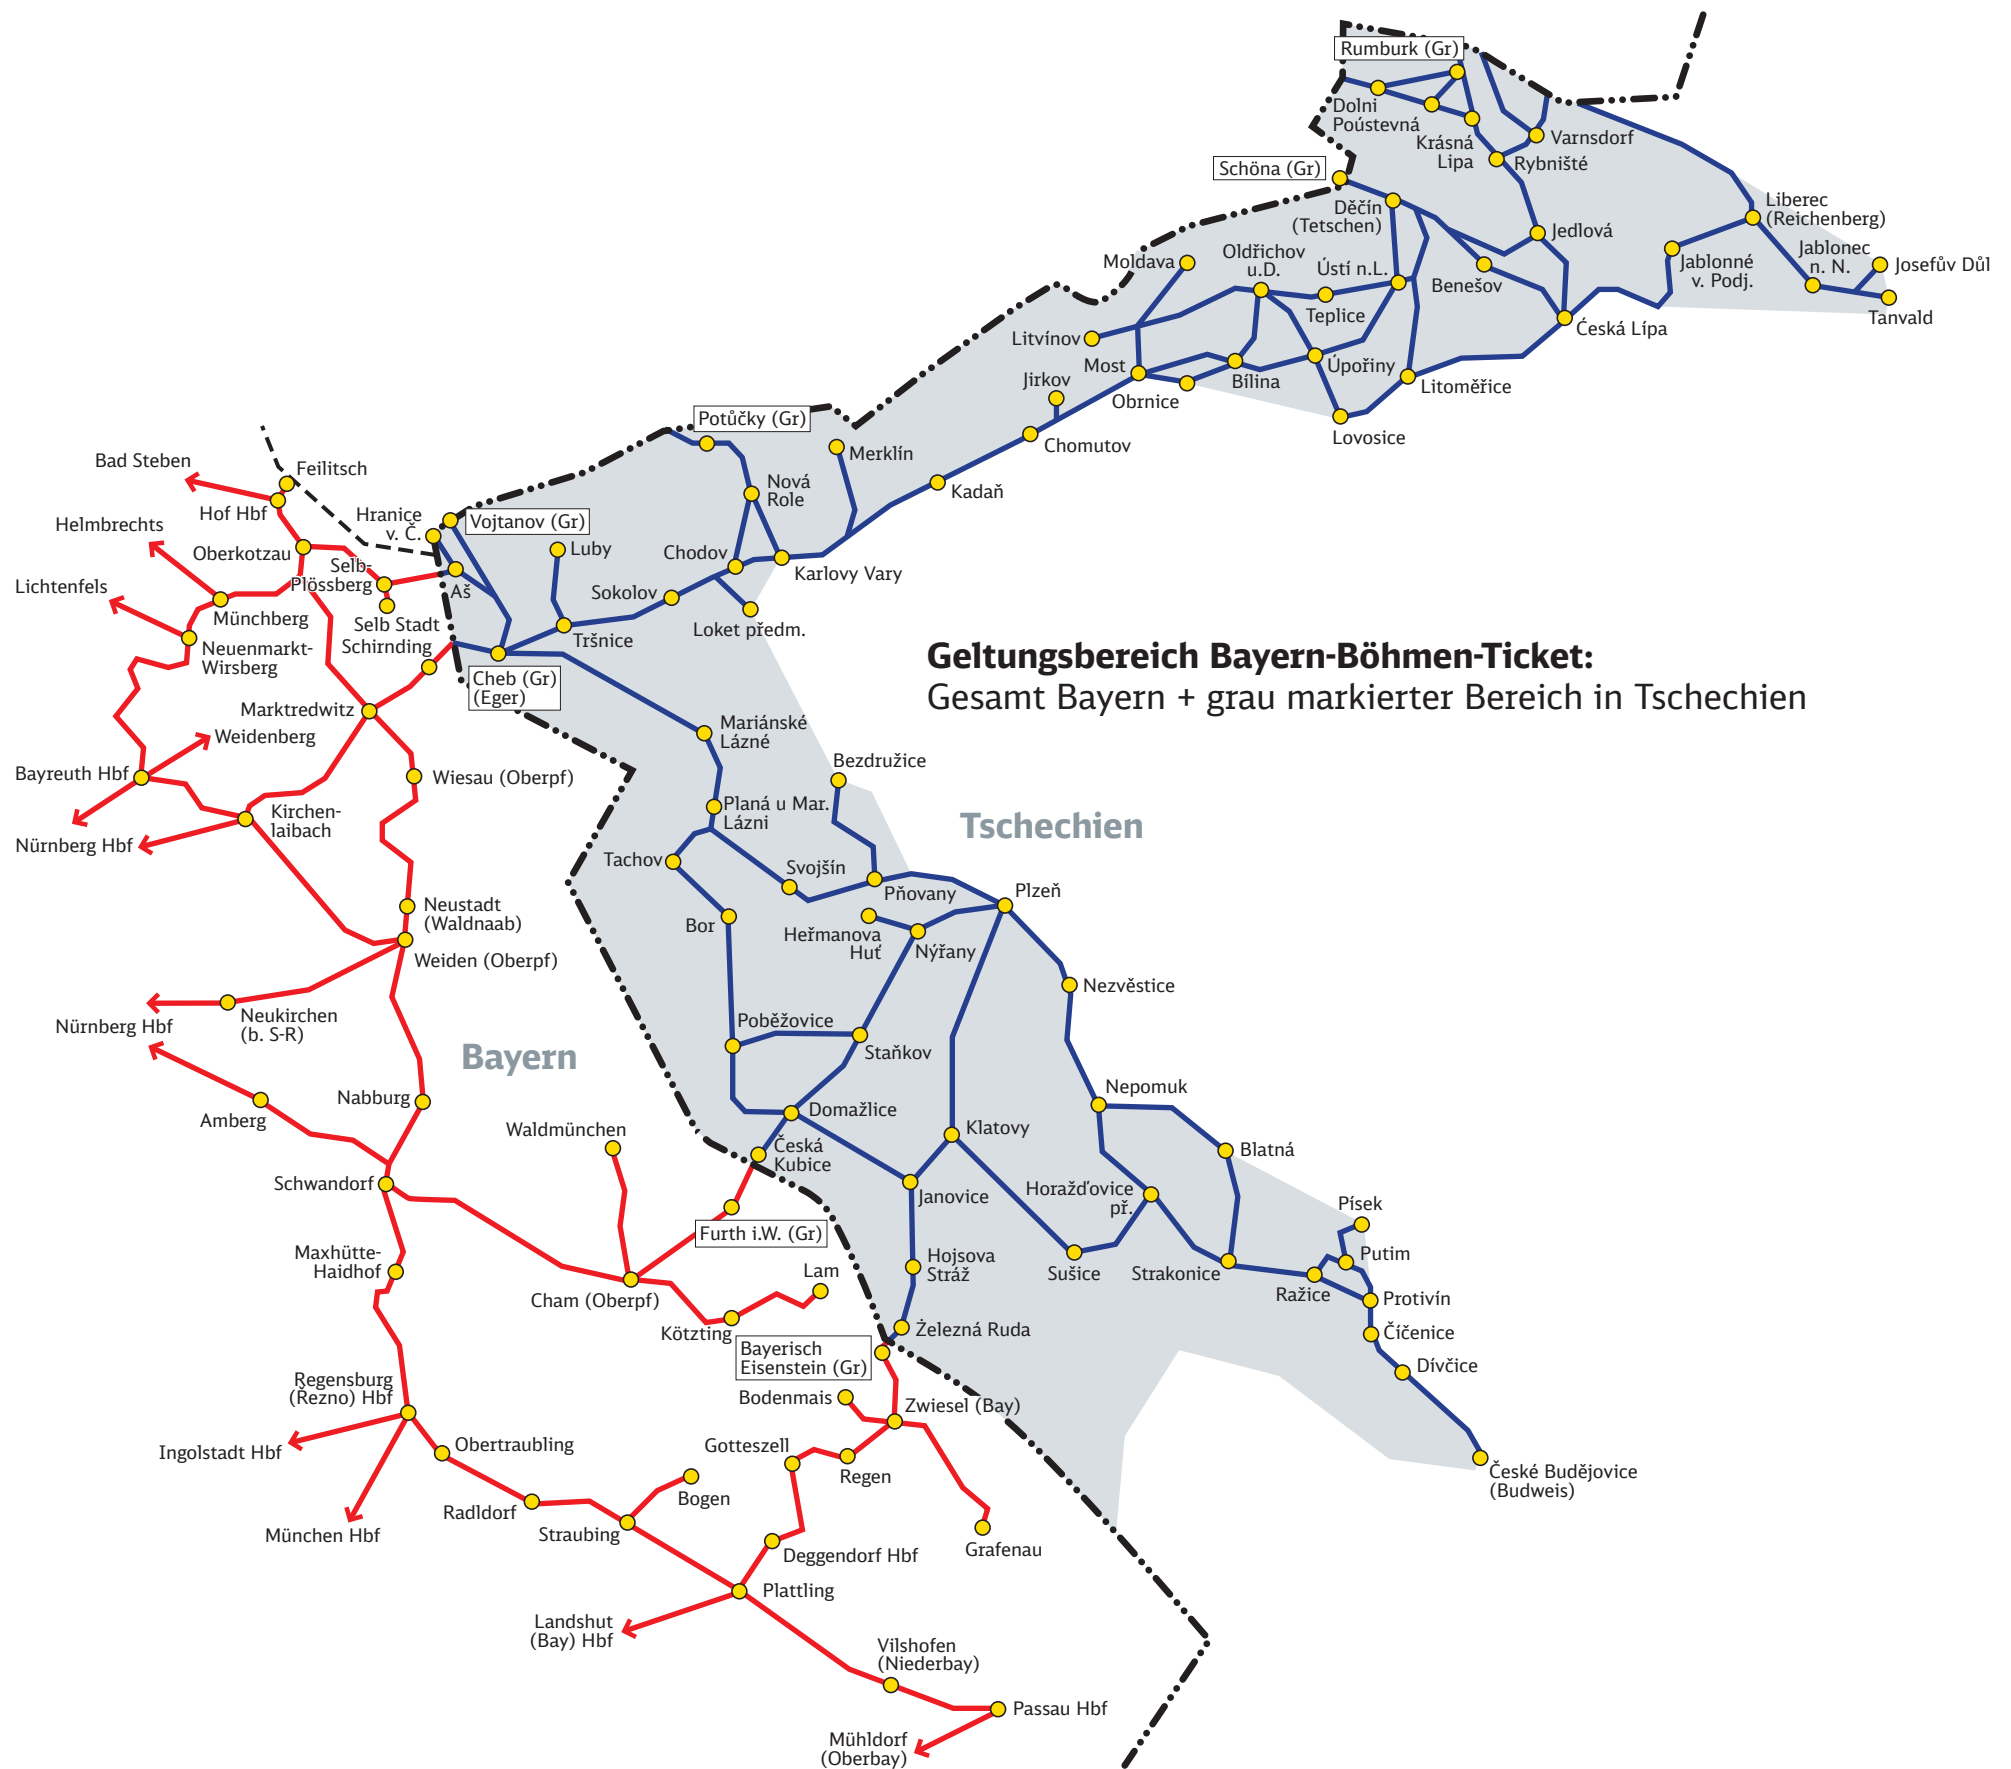 Rumburk (Gr)
Dolni
Poústevná
Krásná
Lipa
Varnsdorf
Rybniště
Schöna (Gr)
Děčín
(Tetschen)
Jedlová
Liberec
(Reichenberg)
Jablonec
n. N.
Josefův Důl
Jablonné
v. Podj.
Tanvald
Moldava
Oldřichov
u.D.
Ústí n.L.
Benešov
Teplice
Česká Lípa
Litvínov
Most
Jirkov
Obrnice
Bílina
Úpořiny
Litoměřice
Lovosice
Chomutov
Potůčky (Gr)
Merklín
Kadaň
Nová
Role
Bad Steben
Feilitsch
Hof Hbf
Hranice
v. Č.
Vojtanov (Gr)
Helmbrechts
Oberkotzau
Luby
Chodov
Karlovy Vary
Selb-
Plössberg
Aš
Sokolov
Lichtenfels
Münchberg
Selb Stadt
Loket předm.
Tršnice
Schirnding
Neuenmarkt-
Wirsberg
Cheb (Gr)
(Eger)
Geltungsbereich Bayern-Böhmen-Ticket:
Gesamt Bayern + grau markierter Bereich in Tschechien
Marktredwitz
Weidenberg
Mariánské
Lázné
Bayreuth Hbf
Wiesau (Oberpf)
Bezdružice
Planá u Mar.
Lázni
Kirchen-
laibach
Nürnberg Hbf
Tschechien
Tachov
Svojšín
Pňovany
Plzeň
Neustadt
(Waldnaab)
Bor
Heřmanova
Huť
Nýřany
Weiden (Oberpf)
Nezvěstice
Neukirchen
(b. S-R)
Nürnberg Hbf
Poběžovice
Staňkov
Bayern
Nabburg
Amberg
Nepomuk
Domažlice
Waldmünchen
Klatovy
Česká
Kubice
Blatná
Schwandorf
Janovice
Horažďovice
př.
Písek
Furth i.W. (Gr)
Putim
Maxhütte-
Haidhof
Hojsova
Stráž
Sušice
Strakonice
Ražice
Lam
Cham (Oberpf)
Protivín
Kötzting
Železná Ruda
Číčenice
Bayerisch
Eisenstein (Gr)
Dívčice
Regensburg
(Řezno) Hbf
Bodenmais
Zwiesel (Bay)
Ingolstadt Hbf
Obertraubling
Gotteszell
Regen
České Budějovice
(Budweis)
Bogen
Radldorf
Straubing
München Hbf
Deggendorf Hbf
Grafenau
Plattling
Landshut
(Bay) Hbf
Vilshofen
(Niederbay)
Passau Hbf
Mühldorf
(Oberbay)